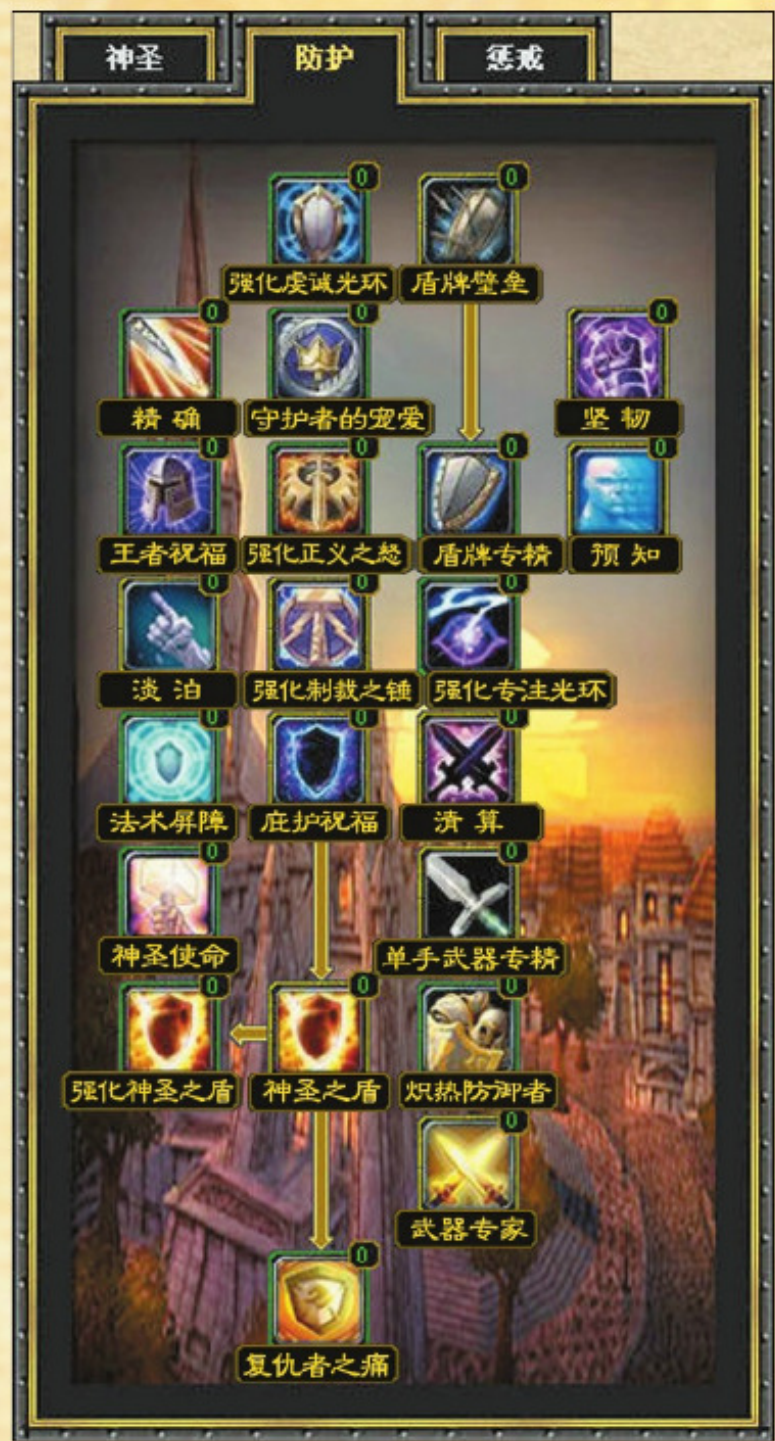 神圣 防护 惩戒
0 0
强化虔诚光环 盾牌壁垒
0 0 0
精确 守护者的宠爱 坚韧
0 0 0 0
王者祝福 强化正义之怒 盾牌专精 预知
0 0 0
淡泊 强化制裁之锤 强化专注光环
0 0 0
法术屏障 庇护祝福 清算
0 0
神圣使命 单手武器专精
0 0 0
强化神圣之盾 神圣之盾 炽热防御者
0
武器专家
0
复仇者之痛